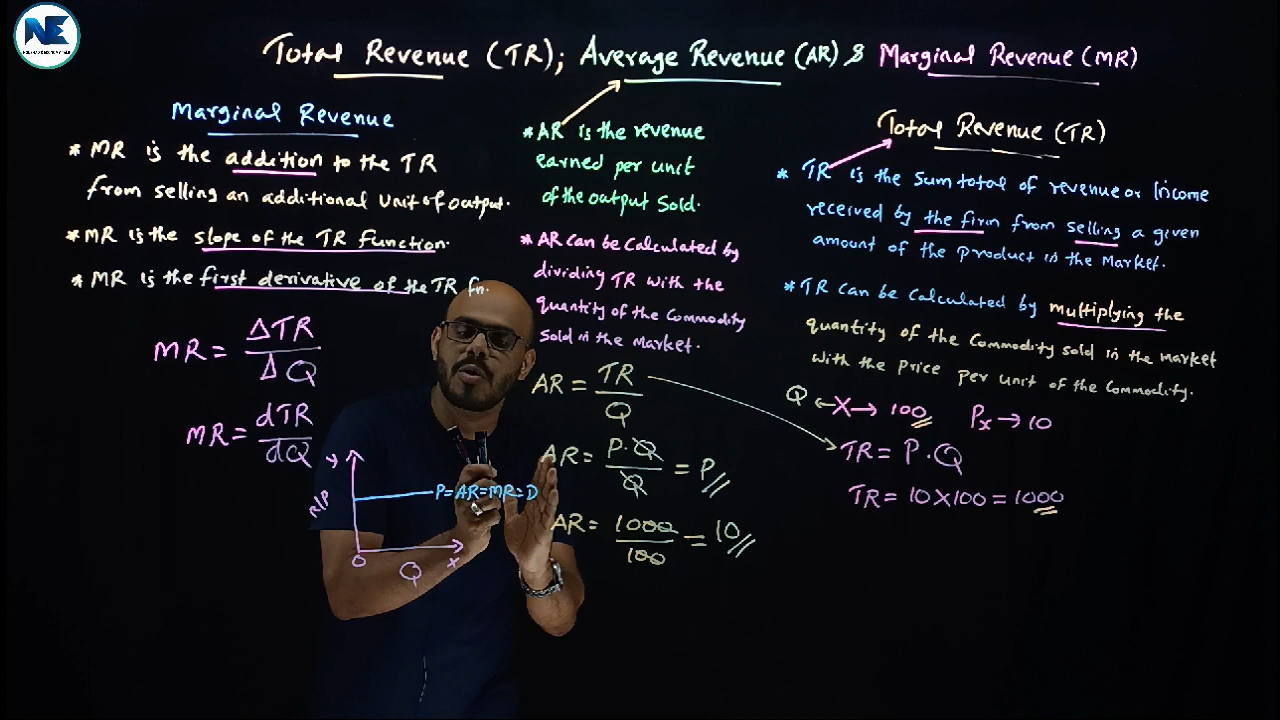 NE
Total Revenue (TR); Average Revenue (AR) & Marginal Revenue (MR)
Marginal Revenue
* MR is the addition to the TR
from selling an additional Unit of output.
* MR is the slope of the TR Function.
* MR is the first derivative of the TR fn.
MR = ΔTR / ΔQ
MR = dTR / dQ
y
R/P
P=AR=MR=D
O
Q
x
* AR is the revenue
earned per unit
of the output Sold.
* AR can be Calculated by
dividing TR with the
quantity of the Commodity
Sold in the Market.
AR = TR / Q
AR = P·Q / Q = P//
AR = 1000 / 100 = 10//
Total Revenue (TR)
* TR is the Sum total of revenue or Income
received by the firm from selling a given
amount of the Product in the Market.
* TR can be Calculated by multiplying the
quantity of the Commodity sold in the market
with the Price per unit of the Commodity.
Q ← X → 100 Px → 10
TR = P·Q
TR = 10 X 100 = 1000